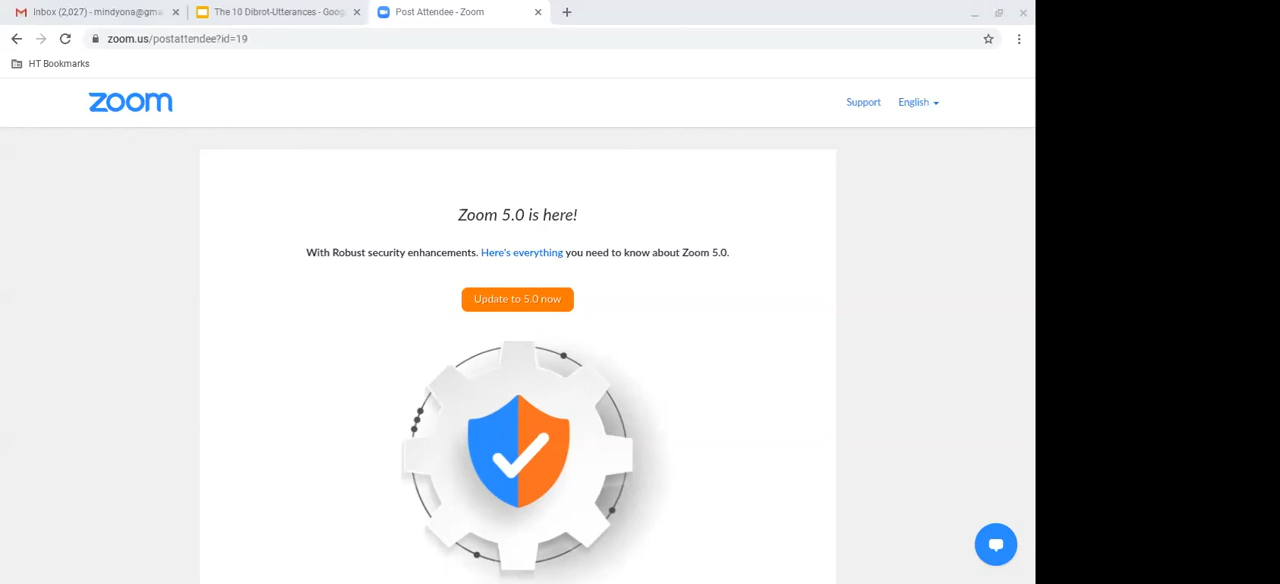 Inbox (2,027) - mindyona@gma
The 10 Dibrot-Utterances - Goog
Post Attendee - Zoom
zoom.us/postattendee?id=19
HT Bookmarks
zoom
Support
English
Zoom 5.0 is here!
With Robust security enhancements. Here's everything you need to know about Zoom 5.0.
Update to 5.0 now